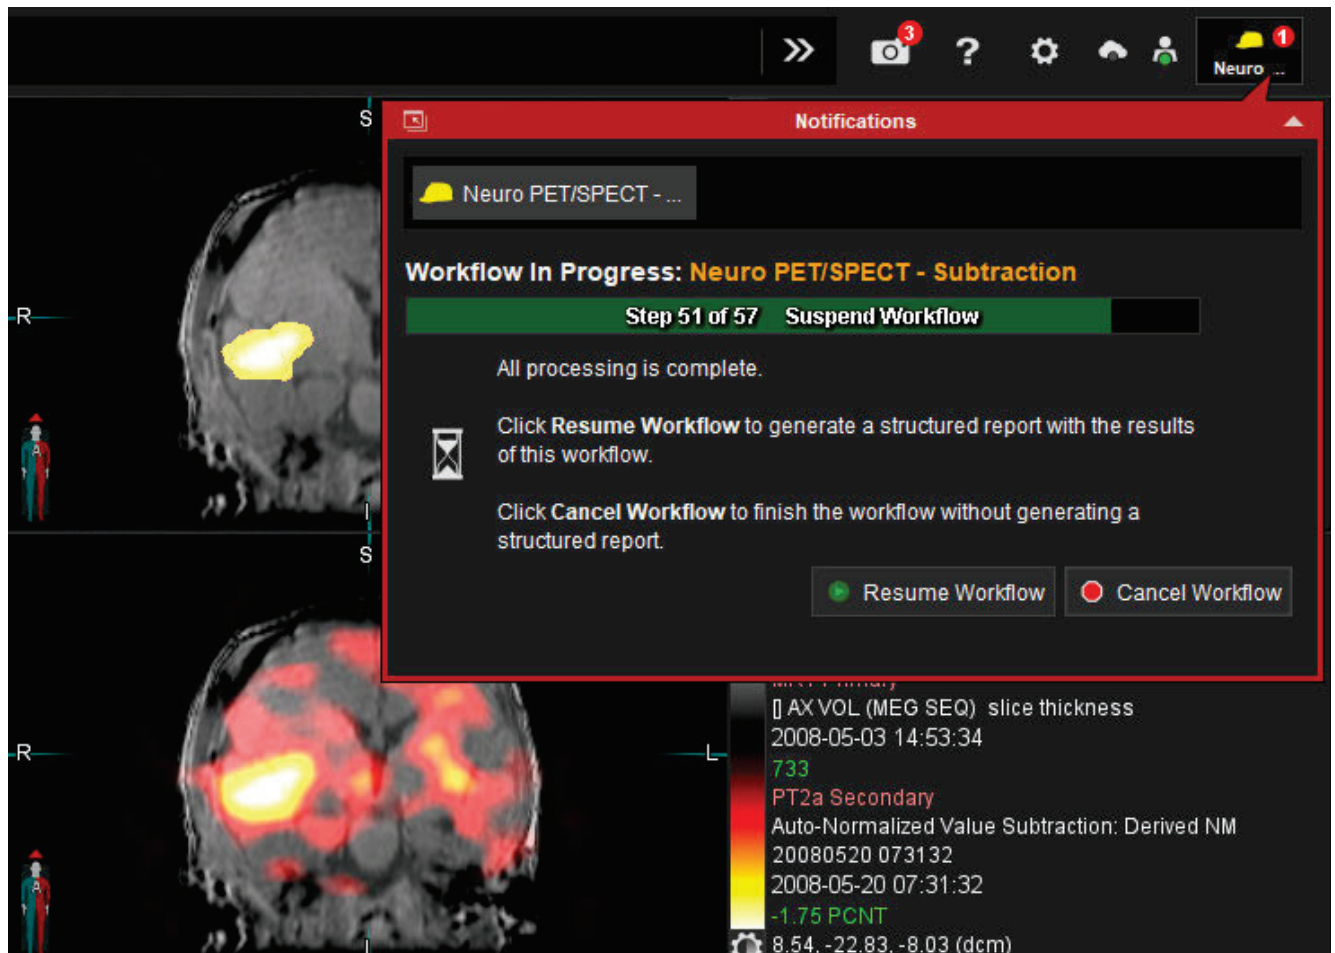 3
?
1
Neuro ...
S
Notifications
Neuro PET/SPECT - ...
Workflow In Progress: Neuro PET/SPECT - Subtraction
Step 51 of 57 Suspend Workflow
R
All processing is complete.
Click Resume Workflow to generate a structured report with the results
of this workflow.
A
Click Cancel Workflow to finish the workflow without generating a
structured report.
I
S
Resume Workflow
Cancel Workflow
[] AX VOL (MEG SEQ) slice thickness
2008-05-03 14:53:34
R
L
733
PT2a Secondary
Auto-Normalized Value Subtraction: Derived NM
20080520 073132
2008-05-20 07:31:32
A
-1.75 PCNT
I
8.54, -22.83, -8.03 (dcm)